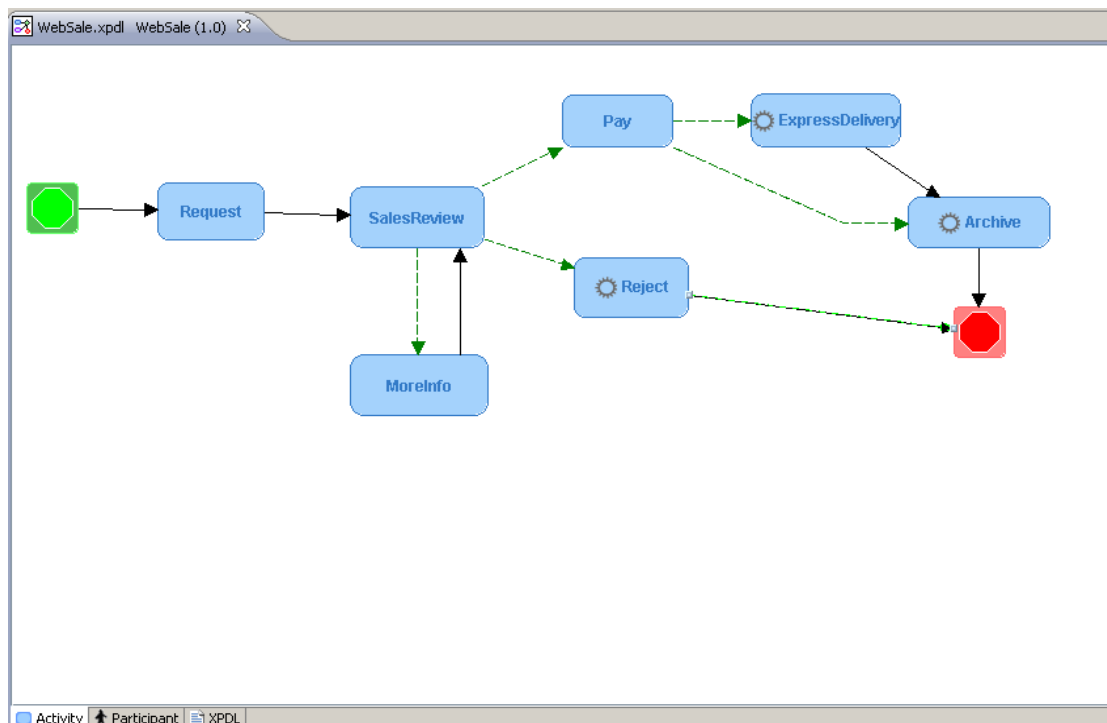 WebSale.xpdl WebSale (1.0)
Pay
ExpressDelivery
Request
SalesReview
Archive
Reject
MoreInfo
Activity Participant XPDL